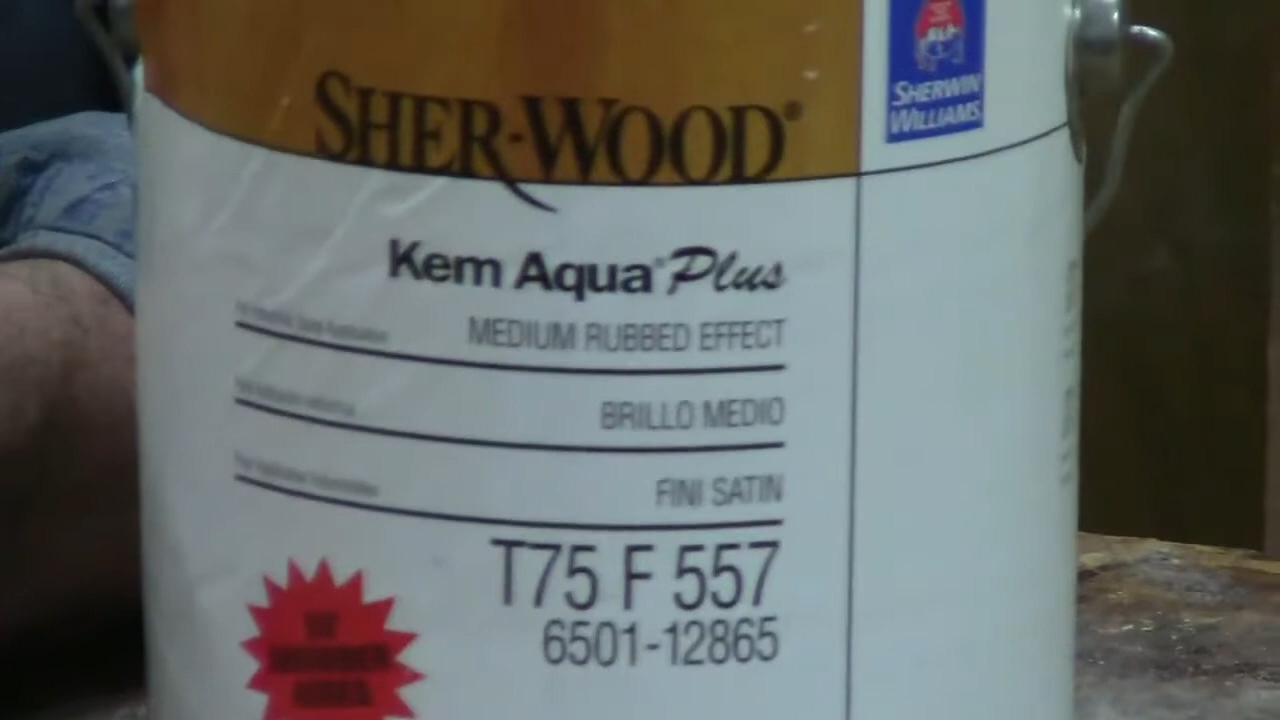 SHERWIN
WILLIAMS
SHER-WOOD®
Kem Aqua® Plus
MEDIUM RUBBED EFFECT
BRILLO MEDIO
FINI SATIN
T75 F 557
6501-12865